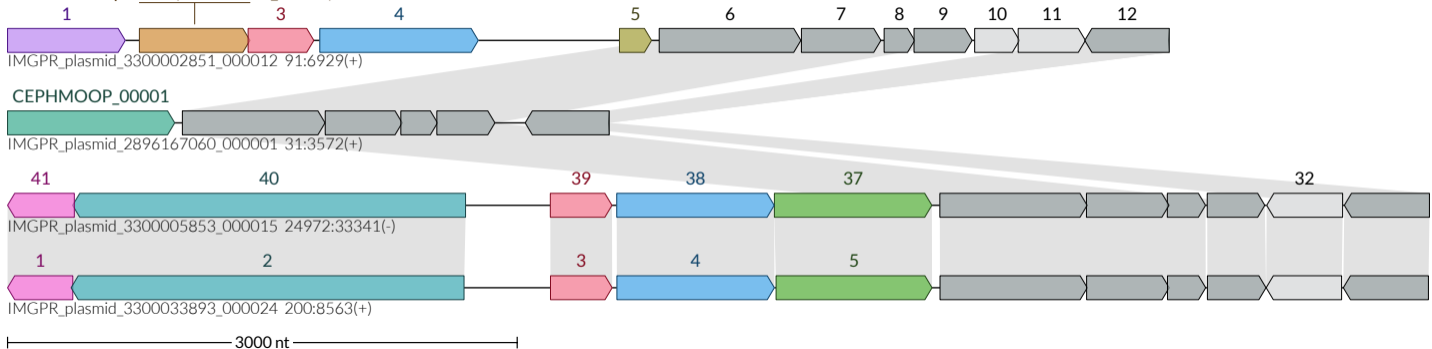 1 3 4 5 6 7 8 9 10 11 12
IMGPR_plasmid_3300002851_000012 91:6929(+)
CEPHMOOP_00001
IMGPR_plasmid_2896167060_000001 31:3572(+)
41 40 39 38 37 32
IMGPR_plasmid_3300005853_000015 24972:33341(-)
1 2 3 4 5
IMGPR_plasmid_3300033893_000024 200:8563(+)
3000 nt